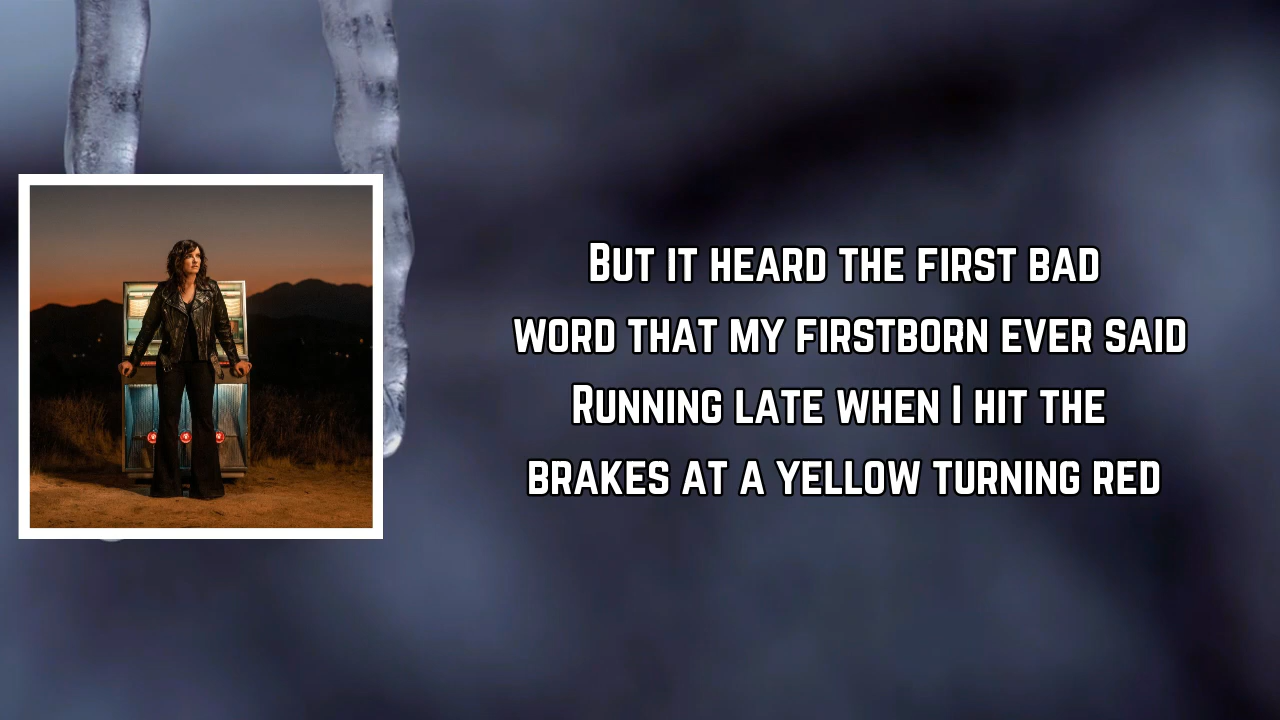 But it heard the first bad
word that my firstborn ever said
Running late when I hit the
brakes at a yellow turning red